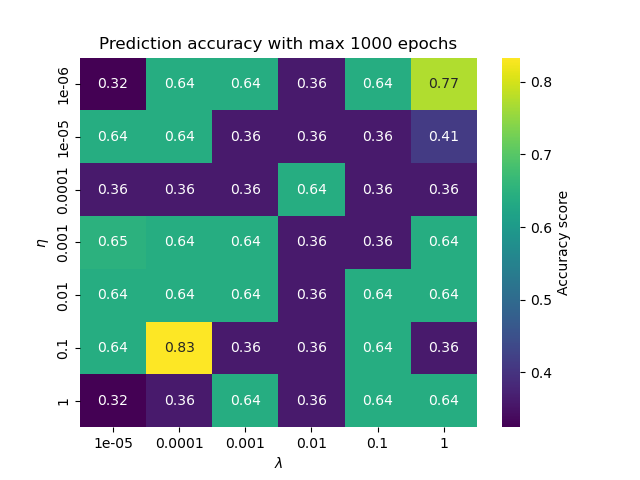 Prediction accuracy with max 1000 epochs
1e-06 0.32 0.64 0.64 0.36 0.64 0.77
1e-05 0.64 0.64 0.36 0.36 0.36 0.41
0.0001 0.36 0.36 0.36 0.64 0.36 0.36
0.001 0.65 0.64 0.64 0.36 0.36 0.64
0.01 0.64 0.64 0.64 0.36 0.64 0.64
0.1 0.64 0.83 0.36 0.36 0.64 0.36
1 0.32 0.36 0.64 0.36 0.64 0.64
η
1e-05 0.0001 0.001 0.01 0.1 1
λ
0.8
0.7
0.6
0.5
0.4
Accuracy score